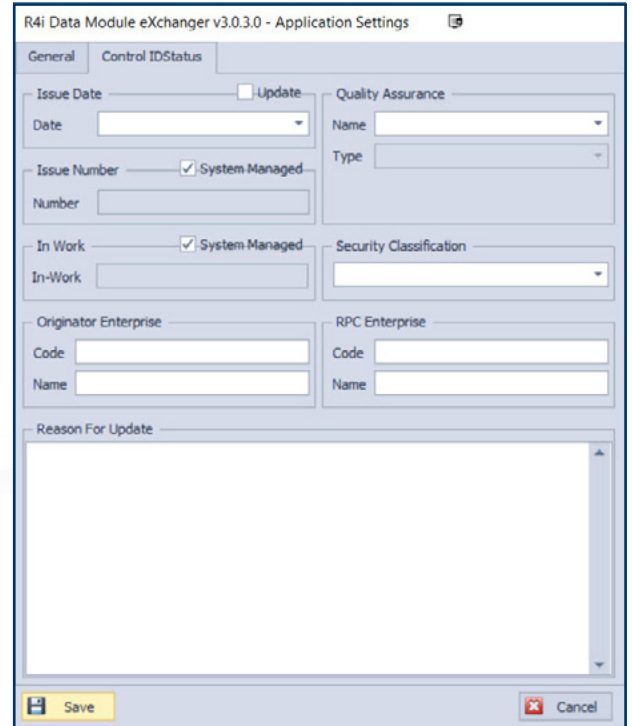 R4i Data Module eXchanger v3.0.3.0 - Application Settings
General Control IDStatus
Issue Date Update
Date
Quality Assurance
Name
Type
Issue Number System Managed
Number
In Work System Managed
In-Work
Security Classification
Originator Enterprise
Code
Name
RPC Enterprise
Code
Name
Reason For Update
Save Cancel